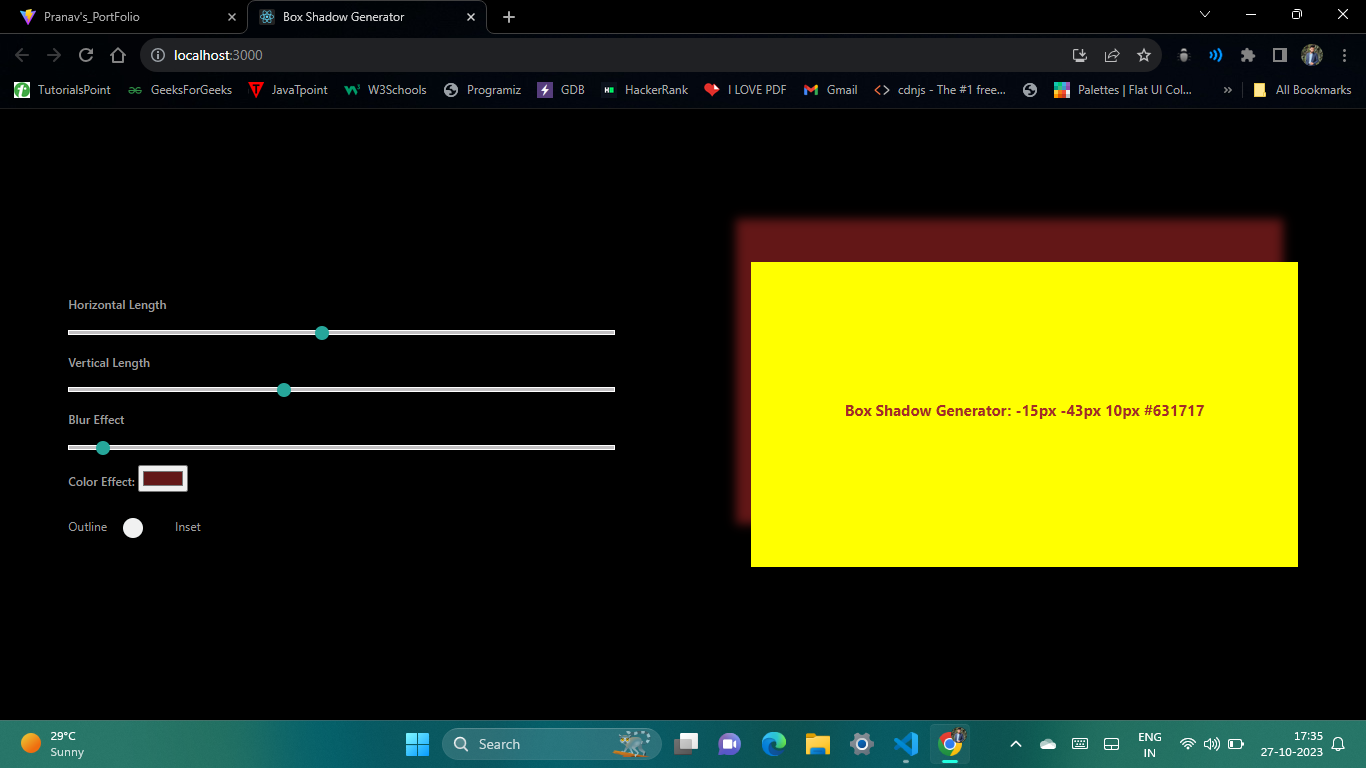 Pranav's_PortFolio
Box Shadow Generator
localhost:3000
TutorialsPoint GeeksForGeeks JavaTpoint W3Schools Programiz GDB HackerRank I LOVE PDF Gmail cdnjs - The #1 free... Palettes | Flat UI Col... » All Bookmarks
Horizontal Length
Vertical Length
Blur Effect
Color Effect:
Outline Inset
Box Shadow Generator: -15px -43px 10px #631717
29°C
Sunny
Search
ENG
IN
17:35
27-10-2023